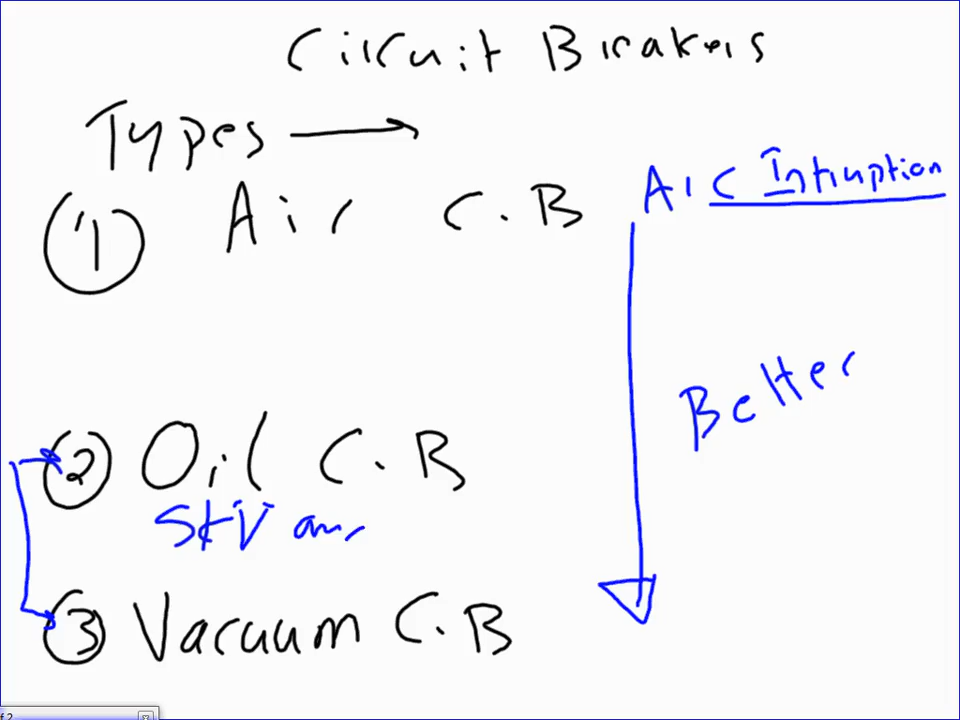 Circuit Brakers
Types →
① Air C.B
Arc Intruption
Better
② Oil C.B
③ Vacuum C.B